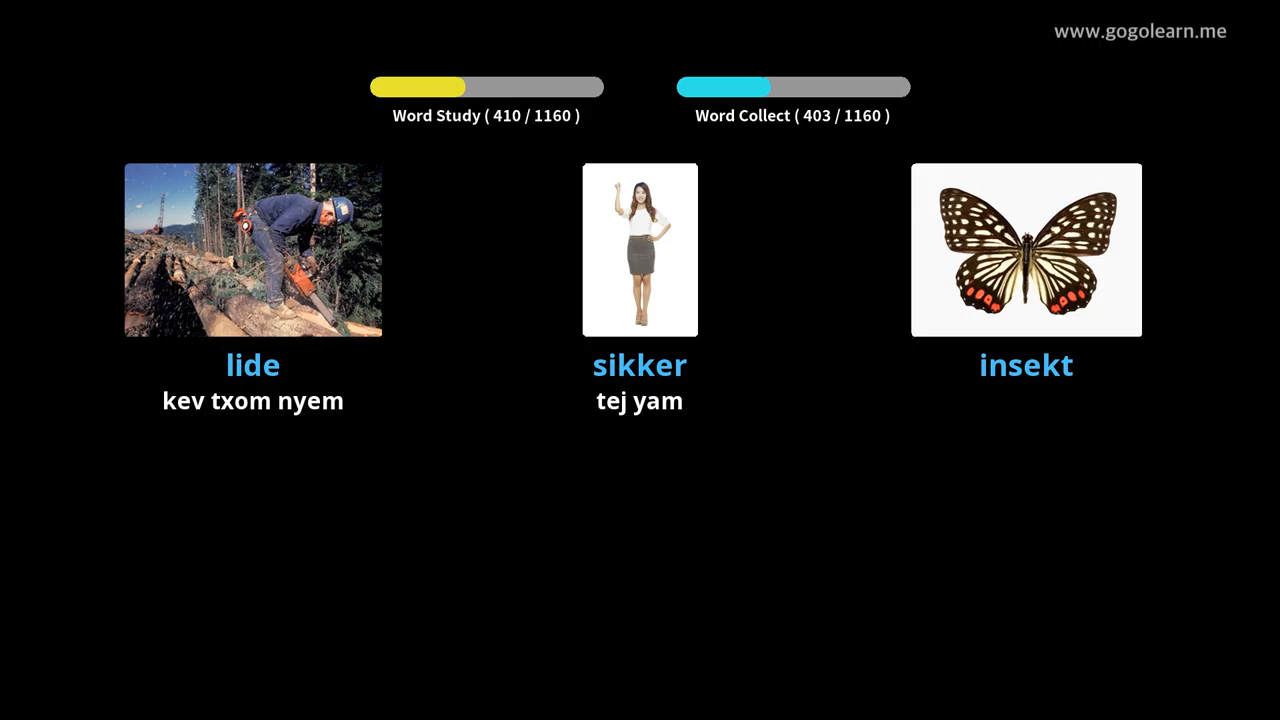 www.gogolearn.me
Word Study ( 410 / 1160 )
Word Collect ( 403 / 1160 )
lide
kev txom nyem
sikker
tej yam
insekt